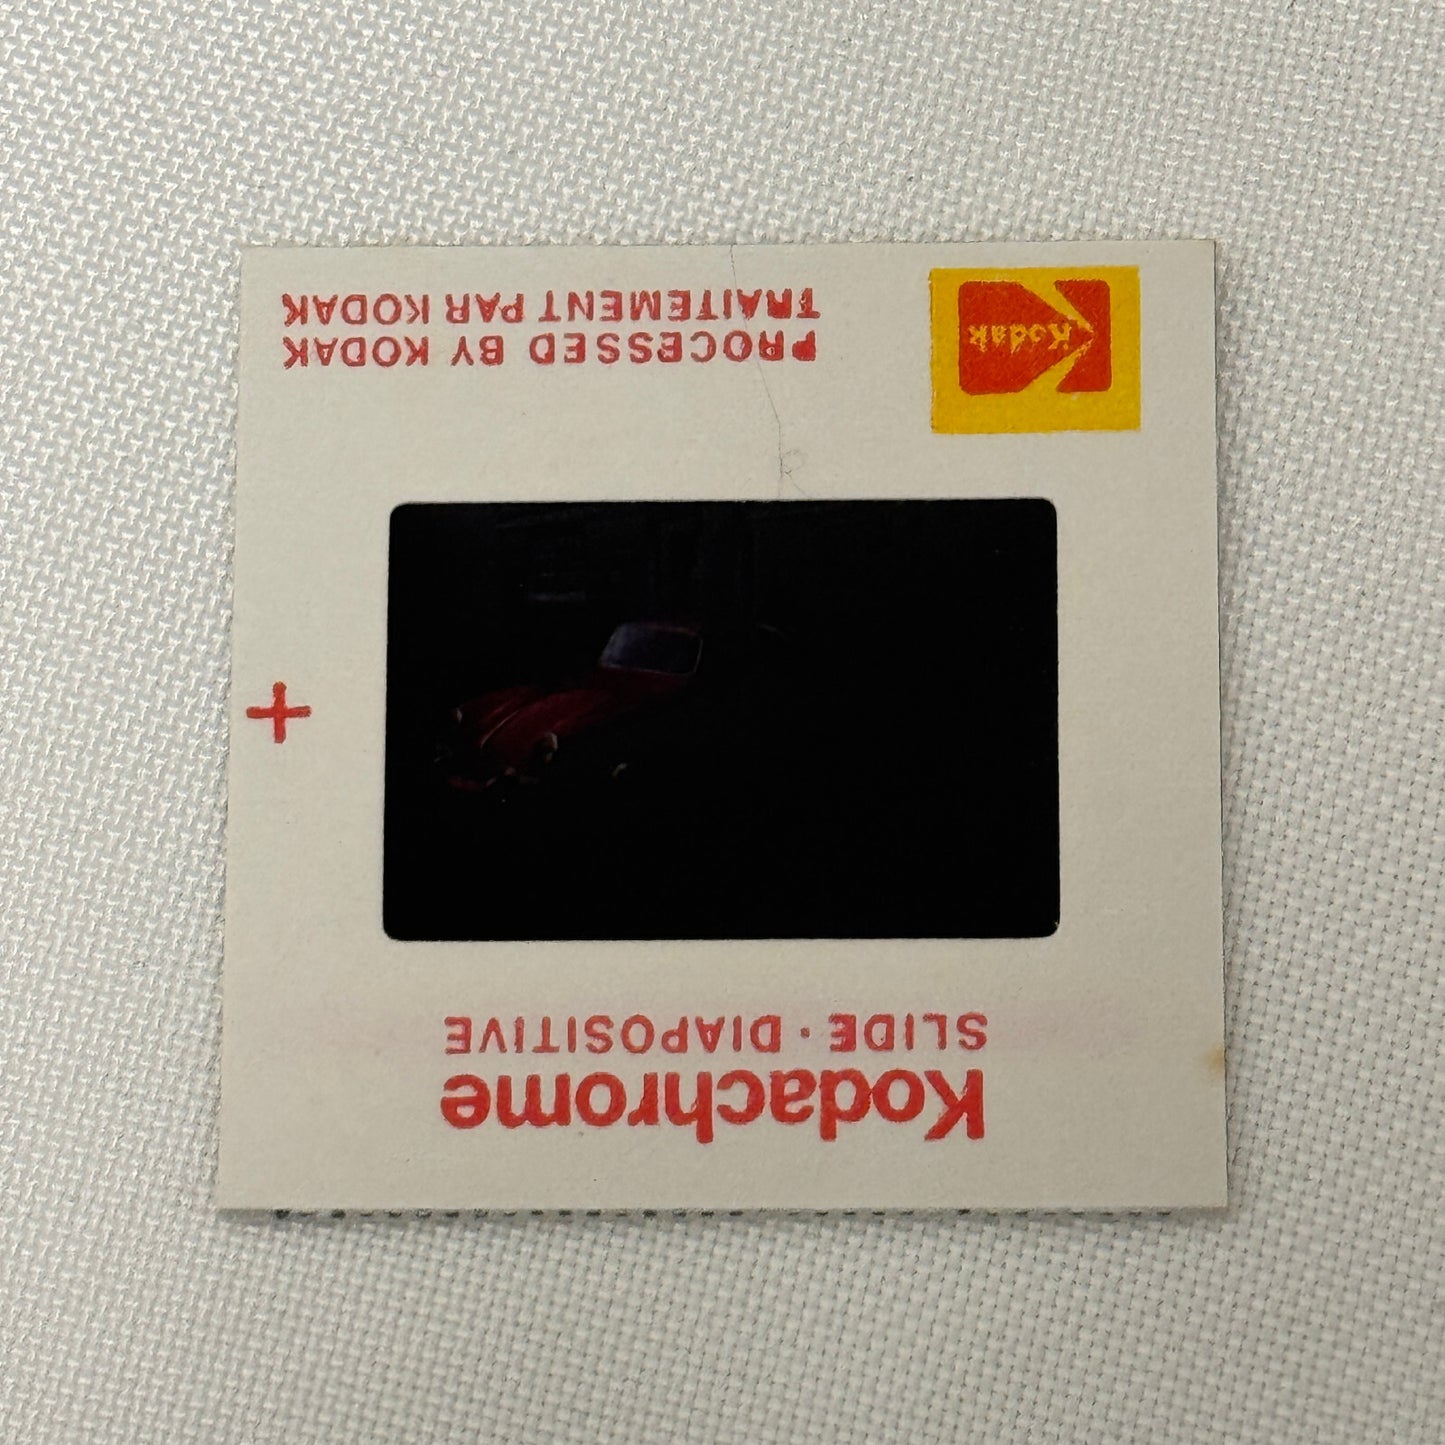 Kodachrome
SLIDE · DIAPOSITIVE
Kodak
PROCESSED BY KODAK
TRAITEMENT PAR KODAK